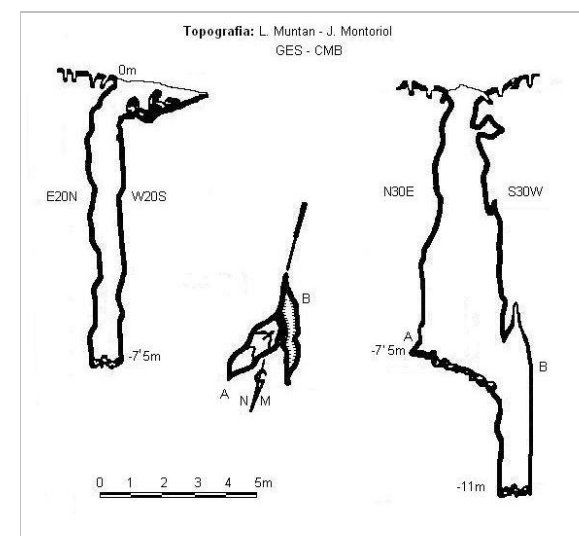 Topografia: L. Muntan - J. Montoriol
GES - CMB
0m
E20N
W20S
N30E
S30W
B
A
-7'5m
-7'5m
A
B
N M
0 1 2 3 4 5m
-11m